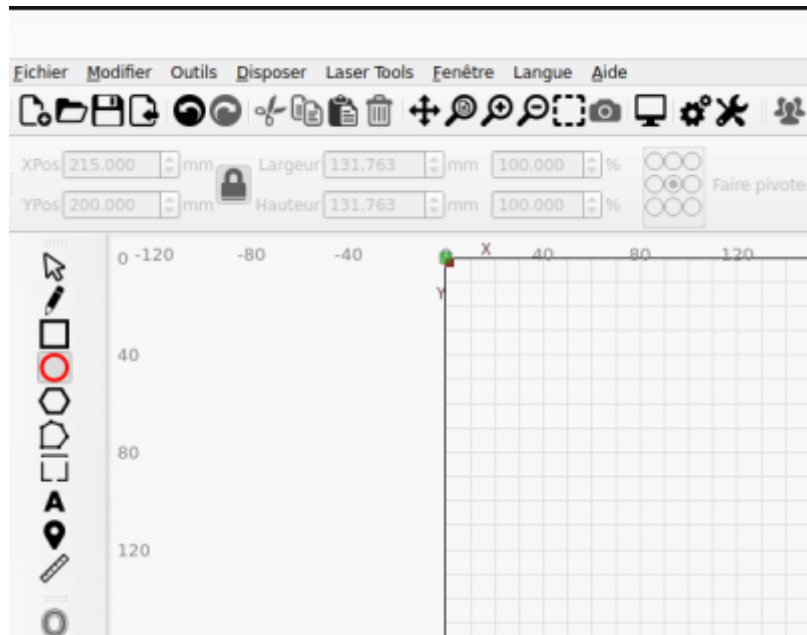 Fichier Modifier Outils Disposer Laser Tools Fenêtre Langue Aide
XPos 215.000 mm Largeur 131.763 mm 100.000 %
YPos 200.000 mm Hauteur 131.763 mm 100.000 %
Faire pivote
0 -120 -80 -40 0 X 40 80 120
Y
40
80
A
120